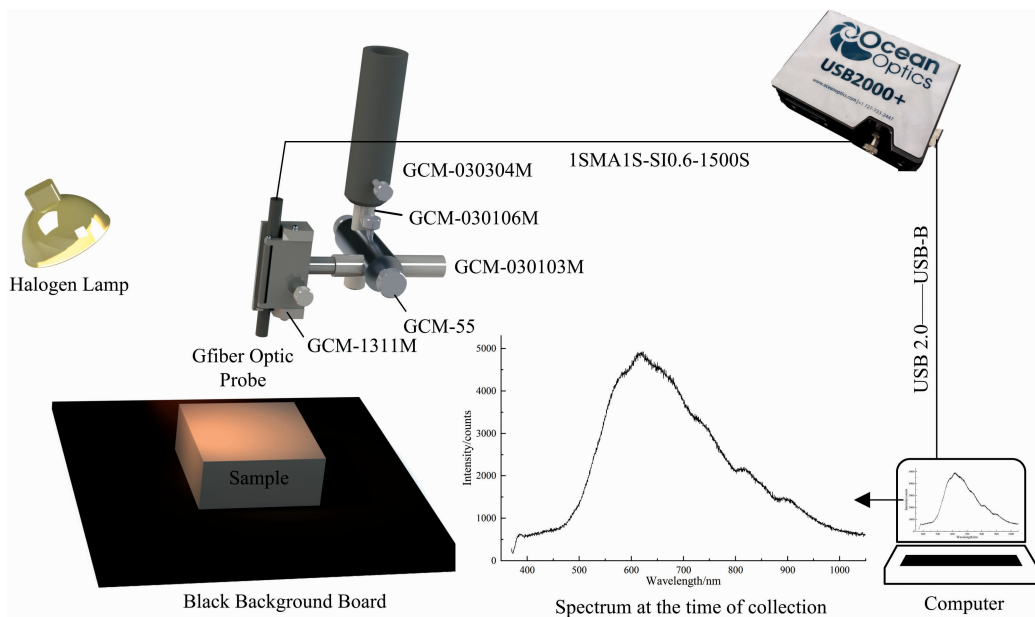 Ocean
Optics
USB2000+
1SMA1S-SI0.6-1500S
GCM-030304M
GCM-030106M
GCM-030103M
GCM-55
GCM-1311M
Halogen Lamp
Gfiber Optic
Probe
USB 2.0——USB-B
Sample
Black Background Board
Intensity/counts
5000
4000
3000
2000
1000
0
400 500 600 700 800 900 1000
Wavelength/nm
Spectrum at the time of collection
Computer